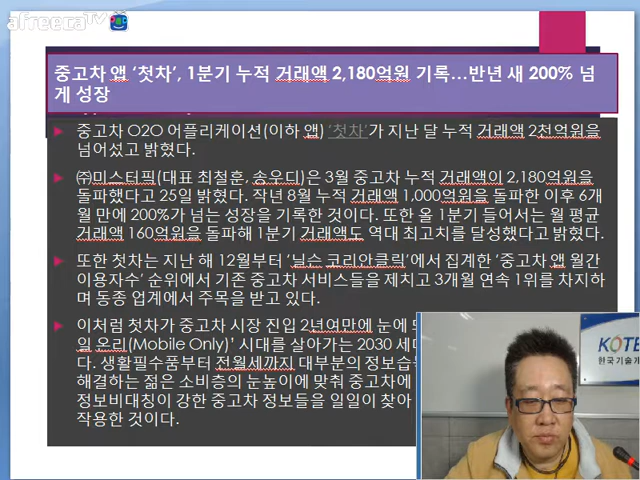 afreecaTV
중고차 앱 ‘첫차’, 1분기 누적 거래액 2,180억원 기록…반년 새 200% 넘
게 성장
중고차 O2O 어플리케이션(이하 앱) ‘첫차’가 지난 달 누적 거래액 2천억원을
넘어섰고 밝혔다.
㈜미스터픽(대표 최철훈, 송우디)은 3월 중고차 누적 거래액이 2,180억원을
돌파했다고 25일 밝혔다. 작년 8월 누적 거래액 1,000억원을 돌파한 이후 6개
월 만에 200%가 넘는 성장을 기록한 것이다. 또한 올 1분기 들어서는 월 평균
거래액 160억원을 돌파해 1분기 거래액도 역대 최고치를 달성했다고 밝혔다.
또한 첫차는 지난 해 12월부터 ‘닐슨 코리안클릭’에서 집계한 ‘중고차 앱 월간
이용자수’ 순위에서 기존 중고차 서비스들을 제치고 3개월 연속 1위를 차지하
며 동종 업계에서 주목을 받고 있다.
이처럼 첫차가 중고차 시장 진입 2년여만에 눈에
일 온리(Mobile Only)’ 시대를 살아가는 2030 세대
다. 생활필수품부터 전월세까지 대부분의 정보습
해결하는 젊은 소비층의 눈높이에 맞춰 중고차에
정보비대칭이 강한 중고차 정보들을 일일이 찾아
작용한 것이다.
KOTE
한국기술